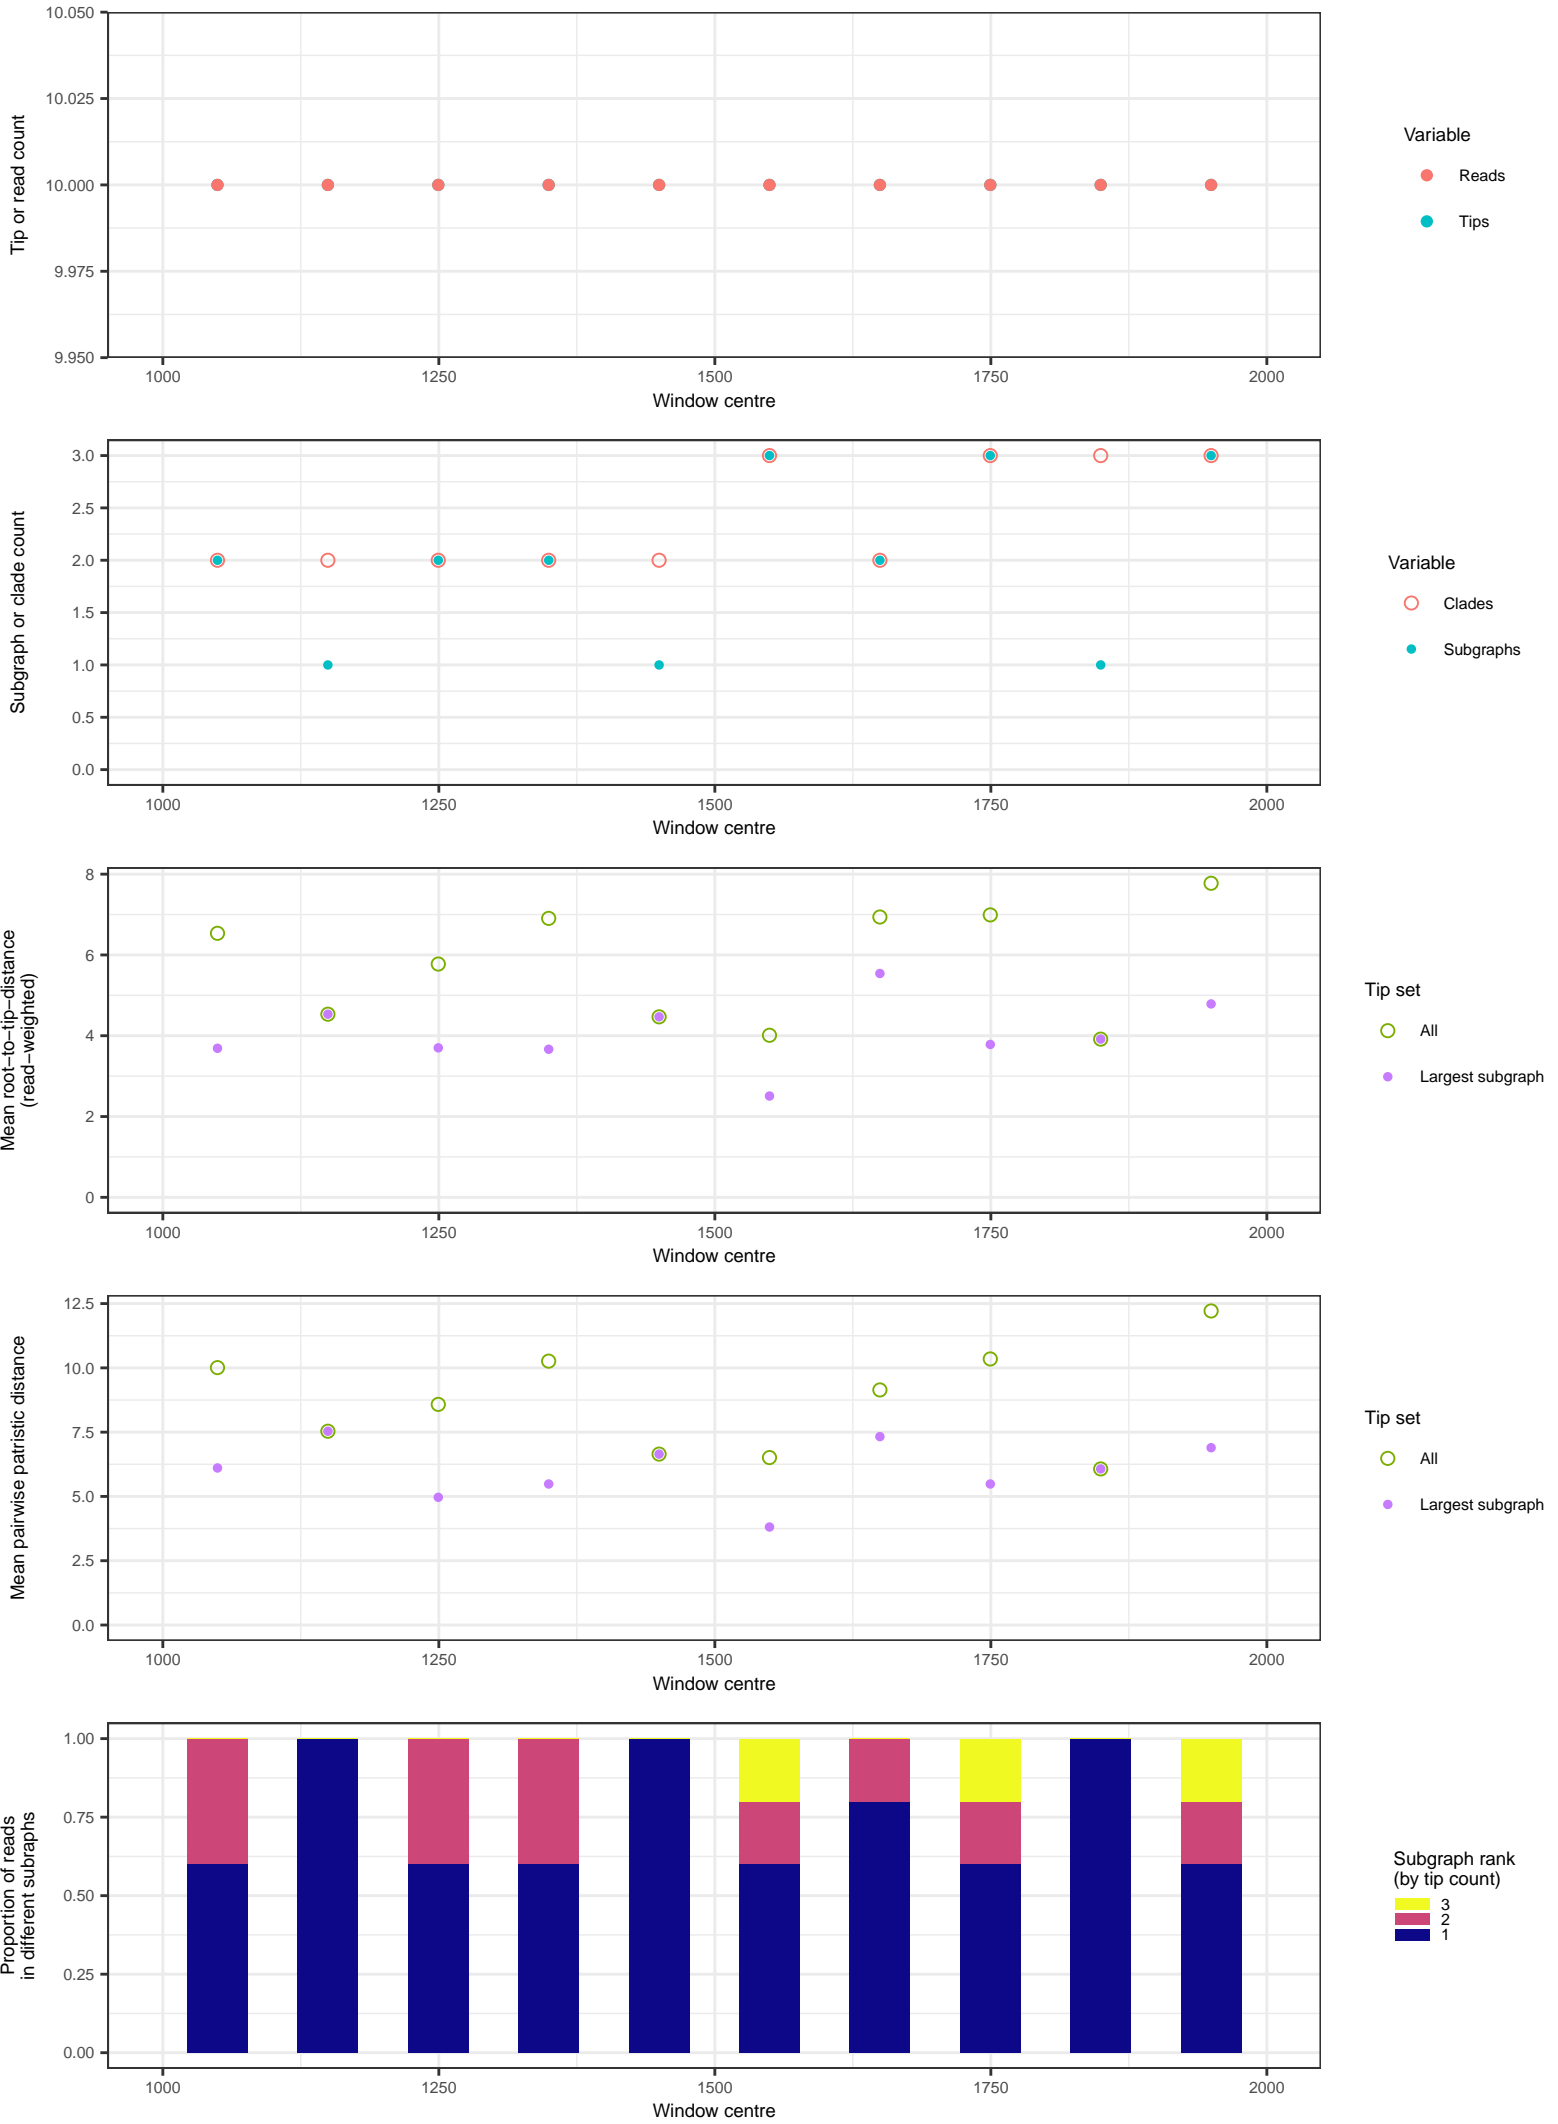 10.050
10.025
10.000
9.975
9.950
Tip or read count
1000 1250 1500 1750 2000
Window centre
Variable
Reads
Tips
3.0
2.5
2.0
1.5
1.0
0.5
0.0
Subgraph or clade count
1000 1250 1500 1750 2000
Window centre
Variable
Clades
Subgraphs
8
6
4
2
0
Mean root−to−tip−distance
(read−weighted)
1000 1250 1500 1750 2000
Window centre
Tip set
All
Largest subgraph
12.5
10.0
7.5
5.0
2.5
0.0
Mean pairwise patristic distance
1000 1250 1500 1750 2000
Window centre
Tip set
All
Largest subgraph
1.00
0.75
0.50
0.25
0.00
Proportion of reads
in different subraphs
1000 1250 1500 1750 2000
Window centre
Subgraph rank
(by tip count)
3
2
1